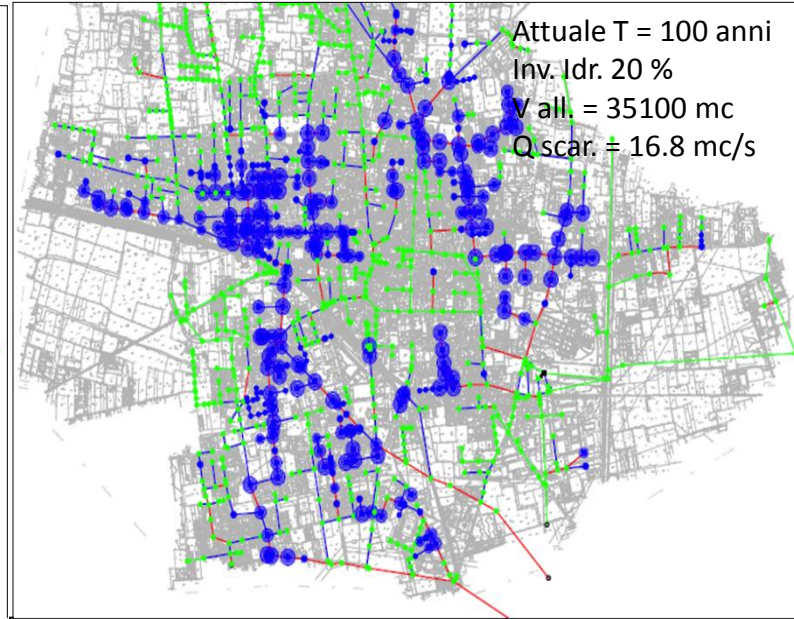 Attuale T = 100 anni
Inv. Idr. 20 %
V all. = 35100 mc
Q scar. = 16.8 mc/s